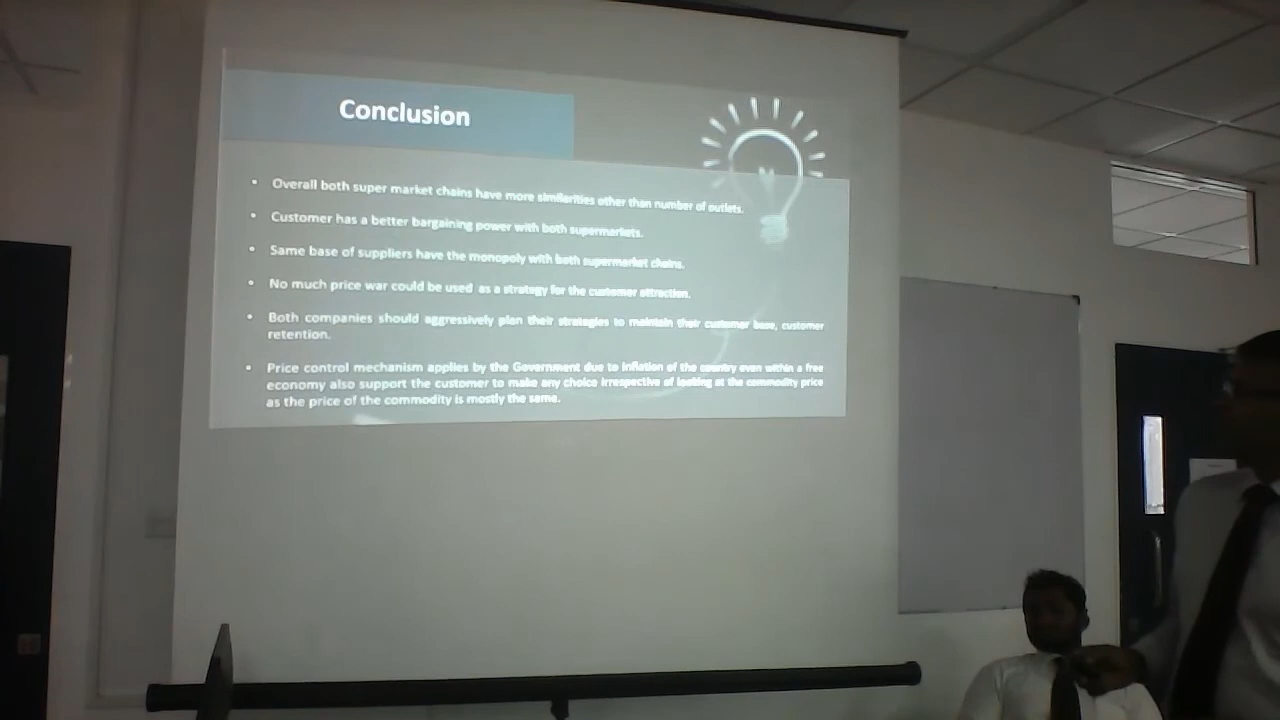 Conclusion
• Overall both super market chains have more similarities other than number of outlets.
• Customer has a better bargaining power with both supermarkets.
• Same base of suppliers have the monopoly with both supermarket chains.
• No much price war could be used as a strategy for the customer attraction.
• Both companies should aggressively plan their strategies to maintain their customer base, customer
retention.
• Price control mechanism applies by the Government due to inflation of the country even within a free
economy also support the customer to make any choice irrespective of looking at the commodity price
as the price of the commodity is mostly the same.